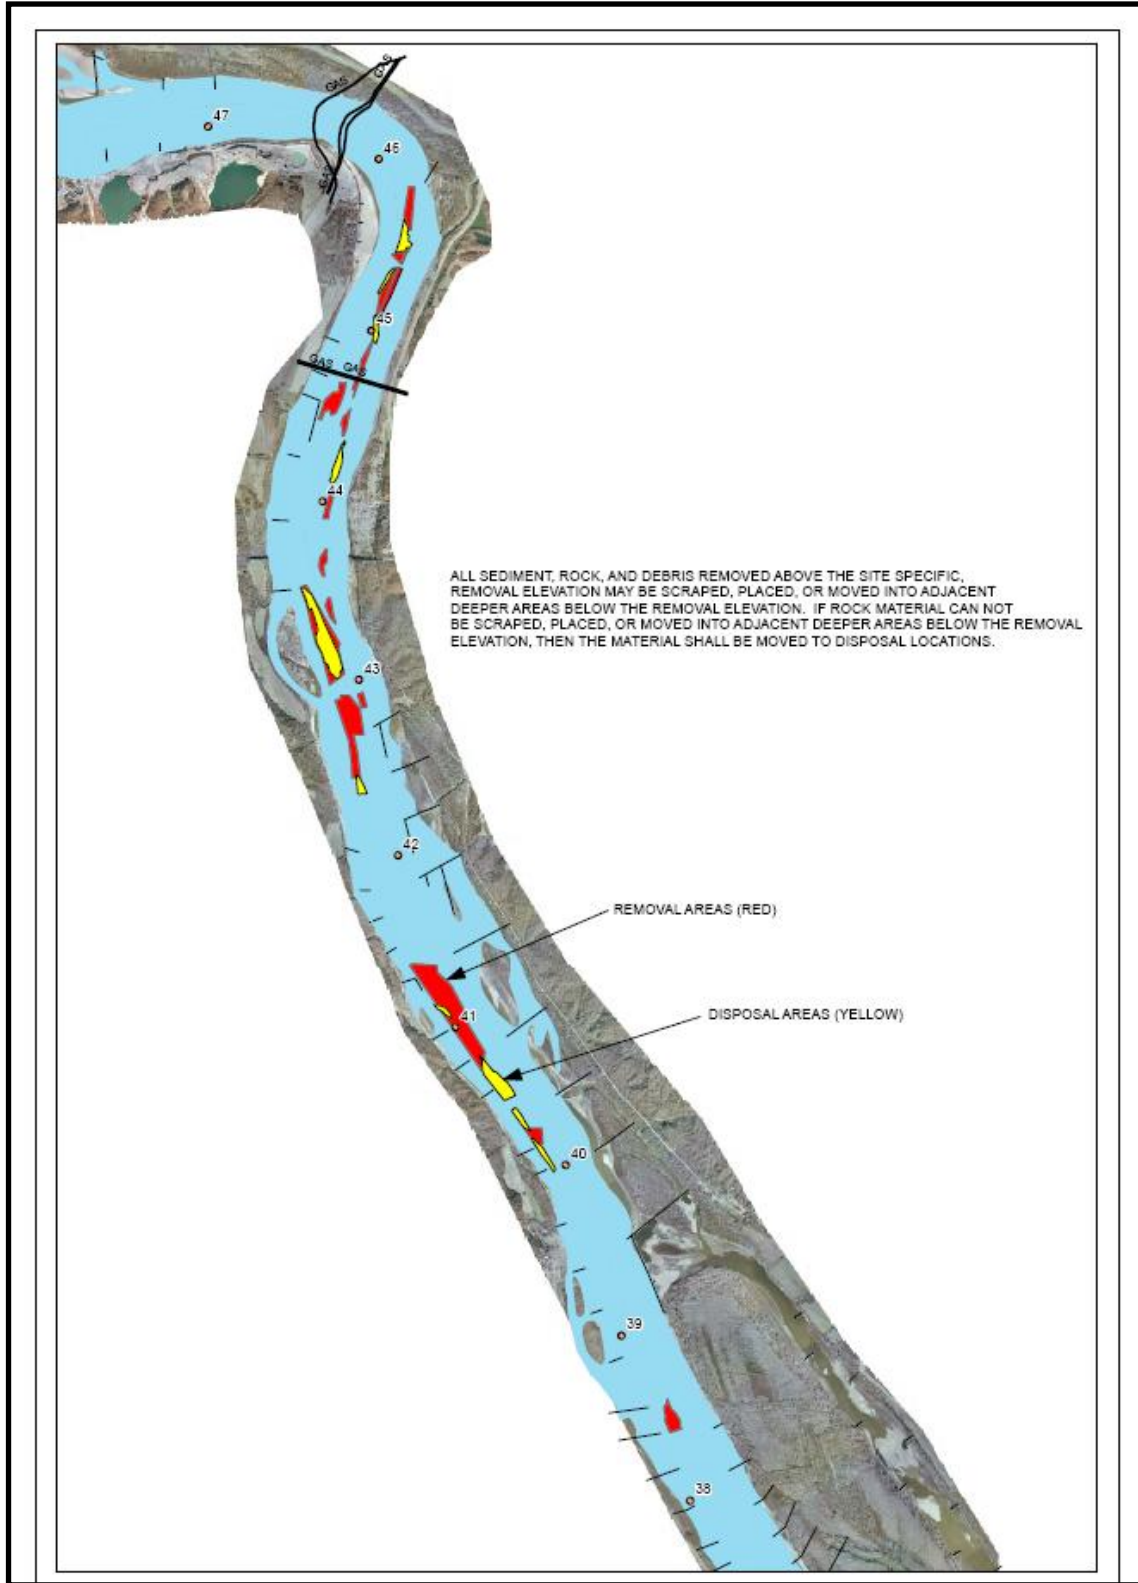 GAS
GAS
47
46
GAS
45
GAS GAS
44
ALL SEDIMENT, ROCK, AND DEBRIS REMOVED ABOVE THE SITE SPECIFIC,
REMOVAL ELEVATION MAY BE SCRAPED, PLACED, OR MOVED INTO ADJACENT
DEEPER AREAS BELOW THE REMOVAL ELEVATION. IF ROCK MATERIAL CAN NOT
BE SCRAPED, PLACED, OR MOVED INTO ADJACENT DEEPER AREAS BELOW THE REMOVAL
ELEVATION, THEN THE MATERIAL SHALL BE MOVED TO DISPOSAL LOCATIONS.
43
42
REMOVAL AREAS (RED)
DISPOSAL AREAS (YELLOW)
41
40
39
38